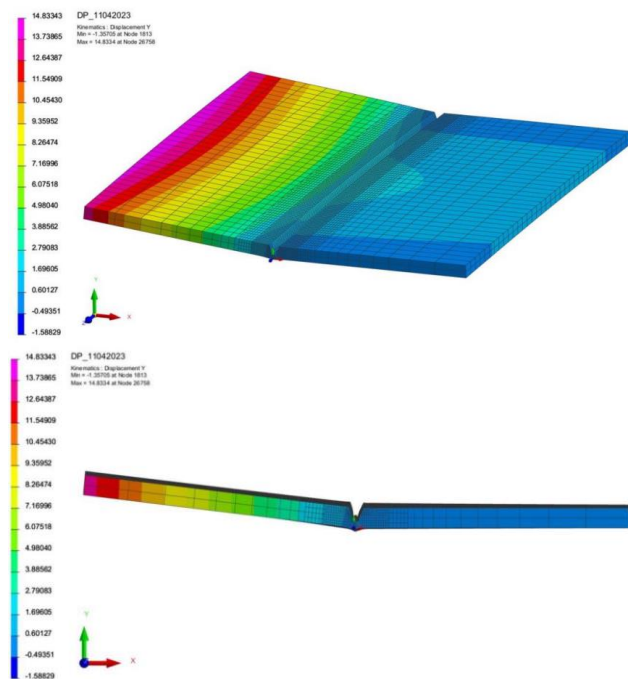 14.83343
13.73865
12.64387
11.54909
10.45430
9.35952
8.26474
7.16996
6.07518
4.98040
3.88562
2.79083
1.69605
0.60127
-0.49351
-1.58829
DP_11042023
Kinematics : Displacement Y
Min = -1.35705 at Node 1813
Max = 14.8334 at Node 26758
Y
X
Z
14.83343
13.73865
12.64387
11.54909
10.45430
9.35952
8.26474
7.16996
6.07518
4.98040
3.88562
2.79083
1.69605
0.60127
-0.49351
-1.58829
DP_11042023
Kinematics : Displacement Y
Min = -1.35705 at Node 1813
Max = 14.8334 at Node 26758
Y
X